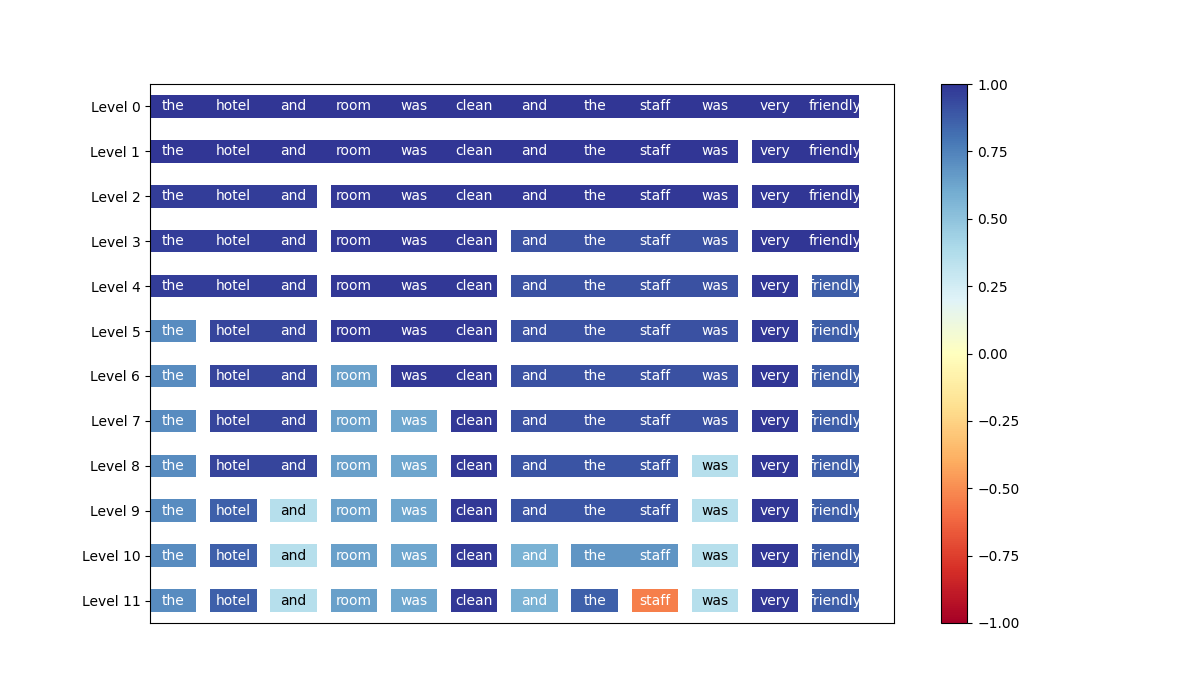 Level 0 the hotel and room was clean and the staff was very friendly 1.00
Level 1 the hotel and room was clean and the staff was very friendly 0.75
Level 2 the hotel and room was clean and the staff was very friendly 0.50
Level 3 the hotel and room was clean and the staff was very friendly
Level 4 the hotel and room was clean and the staff was very friendly 0.25
Level 5 the hotel and room was clean and the staff was very friendly 0.00
Level 6 the hotel and room was clean and the staff was very friendly
Level 7 the hotel and room was clean and the staff was very friendly −0.25
Level 8 the hotel and room was clean and the staff was very friendly −0.50
Level 9 the hotel and room was clean and the staff was very friendly
Level 10 the hotel and room was clean and the staff was very friendly −0.75
Level 11 the hotel and room was clean and the staff was very friendly −1.00